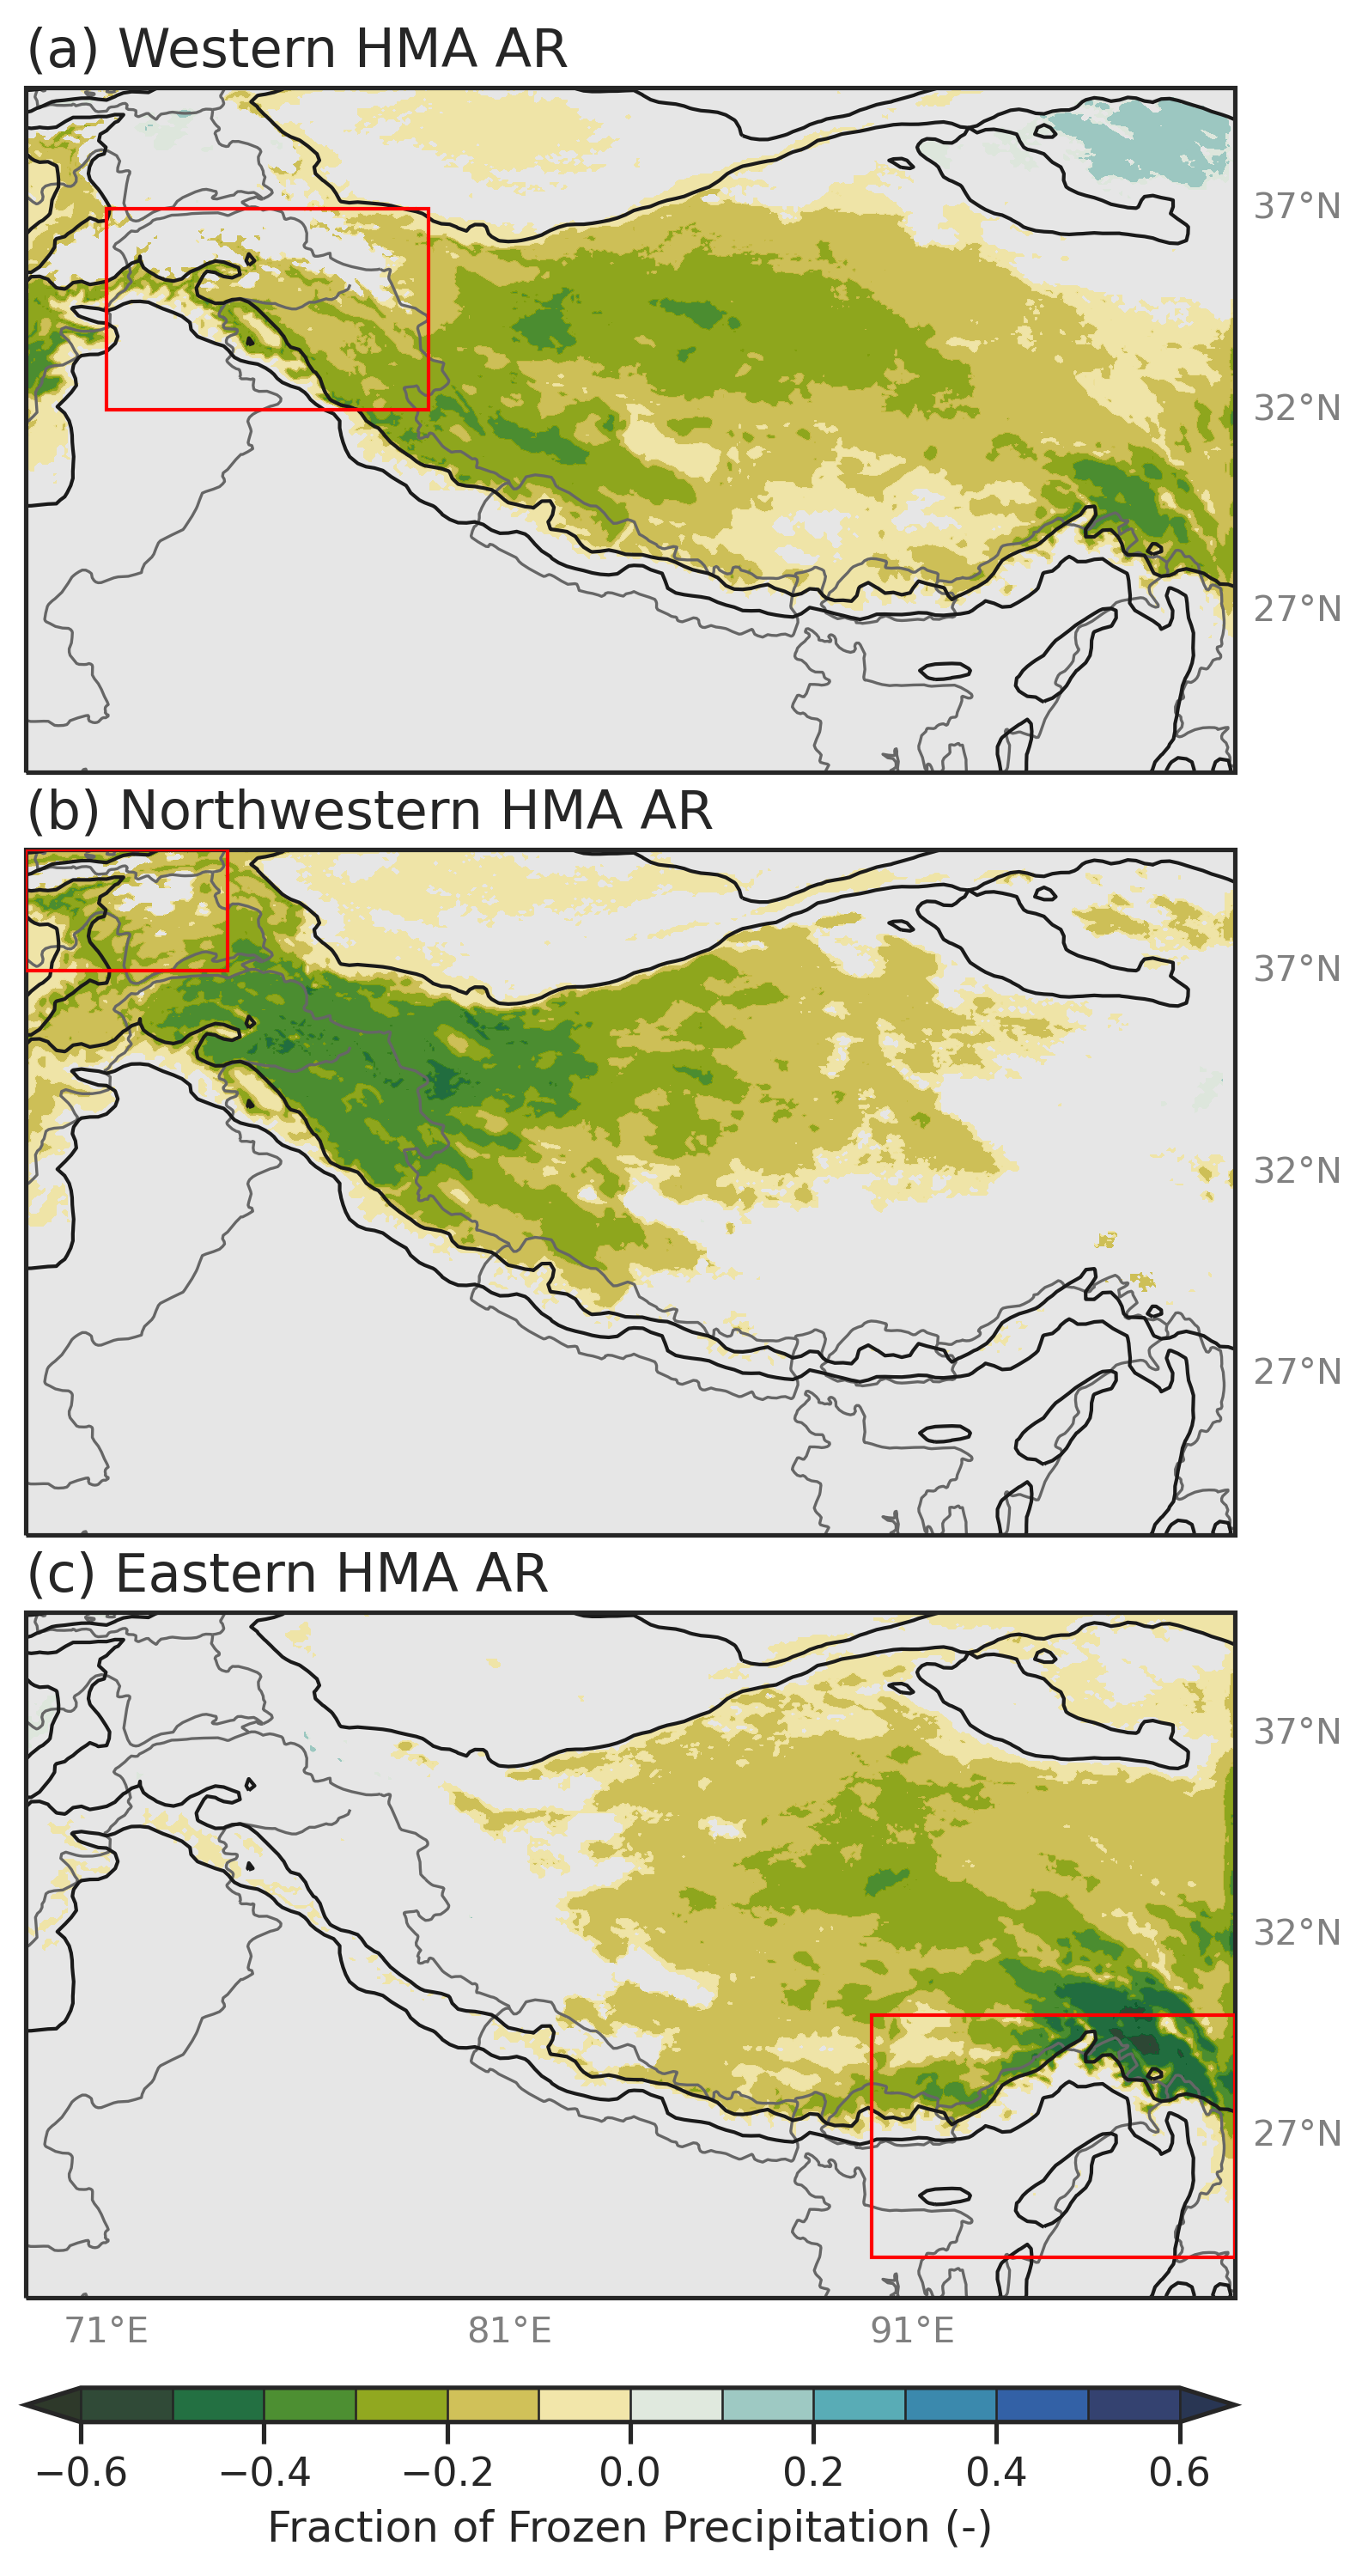 (a) Western HMA AR
37°N
32°N
27°N
(b) Northwestern HMA AR
37°N
32°N
27°N
(c) Eastern HMA AR
37°N
32°N
27°N
71°E 81°E 91°E
−0.6 −0.4 −0.2 0.0 0.2 0.4 0.6
Fraction of Frozen Precipitation (-)